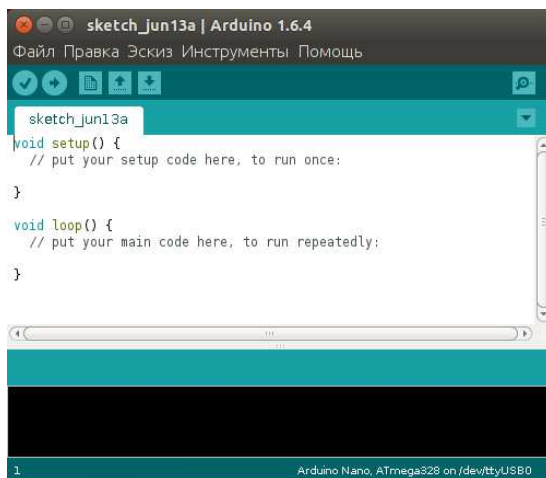 sketch_jun13a | Arduino 1.6.4
Файл Правка Эскиз Инструменты Помощь
sketch_jun13a
void setup() {
// put your setup code here, to run once:
}
void loop() {
// put your main code here, to run repeatedly:
}
1 Arduino Nano, ATmega328 on /dev/ttyUSB0